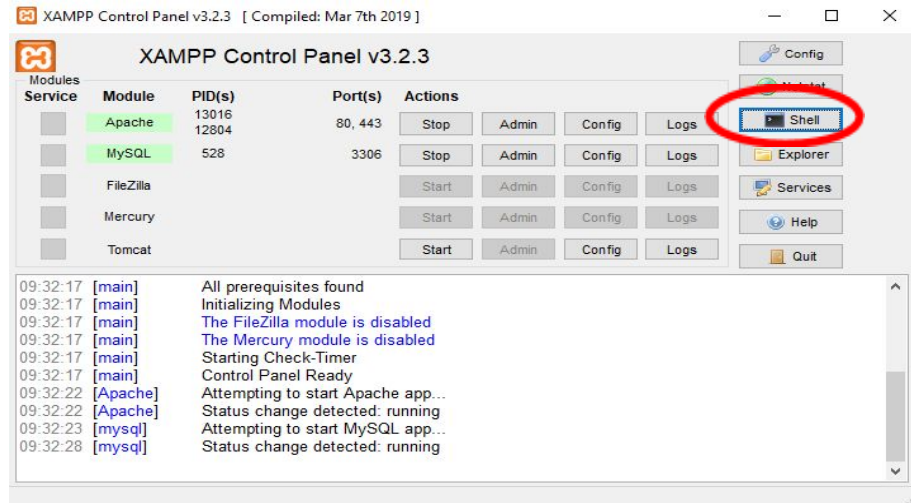 XAMPP Control Panel v3.2.3 [ Compiled: Mar 7th 2019 ]
XAMPP Control Panel v3.2.3
Config
Modules
Service Module PID(s) Port(s) Actions
Netstat
Apache 13016 12804 80, 443 Stop Admin Config Logs
Shell
MySQL 528 3306 Stop Admin Config Logs
Explorer
FileZilla Start Admin Config Logs
Services
Mercury Start Admin Config Logs
Help
Tomcat Start Admin Config Logs
Quit
09:32:17 [main] All prerequisites found
09:32:17 [main] Initializing Modules
09:32:17 [main] The FileZilla module is disabled
09:32:17 [main] The Mercury module is disabled
09:32:17 [main] Starting Check-Timer
09:32:17 [main] Control Panel Ready
09:32:22 [Apache] Attempting to start Apache app...
09:32:22 [Apache] Status change detected: running
09:32:23 [mysql] Attempting to start MySQL app...
09:32:28 [mysql] Status change detected: running